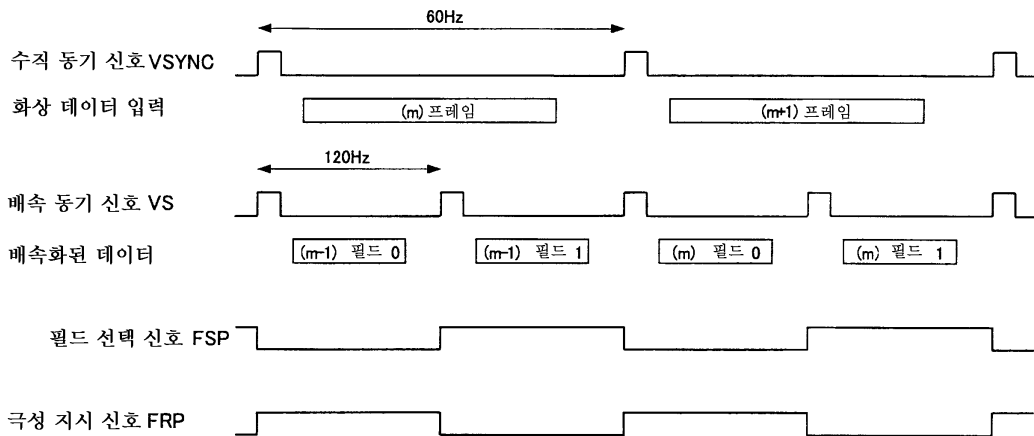 60Hz
수직 동기 신호 VSYNC
화상 데이터 입력
(m) 프레임
(m+1) 프레임
120Hz
배속 동기 신호 VS
배속화된 데이터
(m-1) 필드 0
(m-1) 필드 1
(m) 필드 0
(m) 필드 1
필드 선택 신호 FSP
극성 지시 신호 FRP